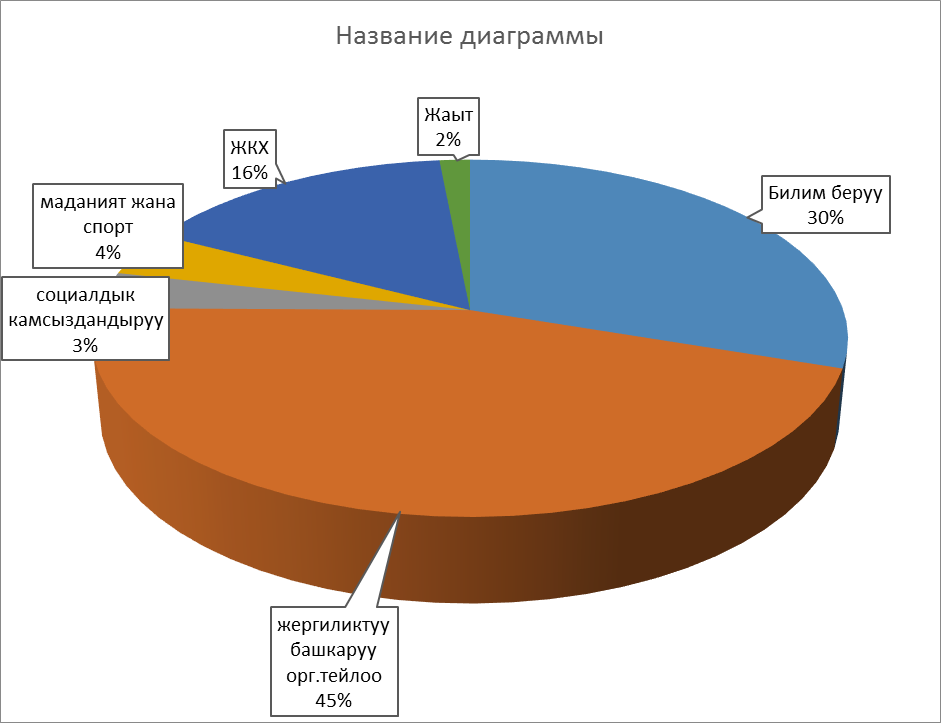 Название диаграммы
Жаыт
2%
ЖКХ
16%
Билим беруу
30%
маданият жана
спорт
4%
социалдык
камсыздандыруу
3%
жергиликтуу
башкаруу
орг.тейлоо
45%